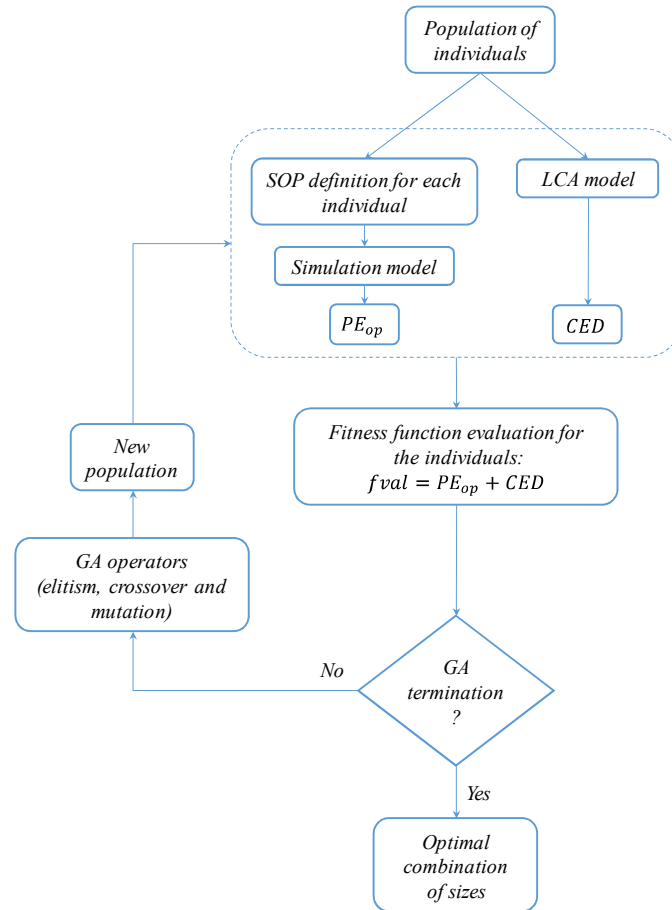 Population of
individuals
SOP definition for each
individual
LCA model
Simulation model
PE_op
CED
Fitness function evaluation for
the individuals:
fval = PE_op + CED
New
population
GA operators
(elitism, crossover and
mutation)
No
GA
termination
?
Yes
Optimal
combination
of sizes